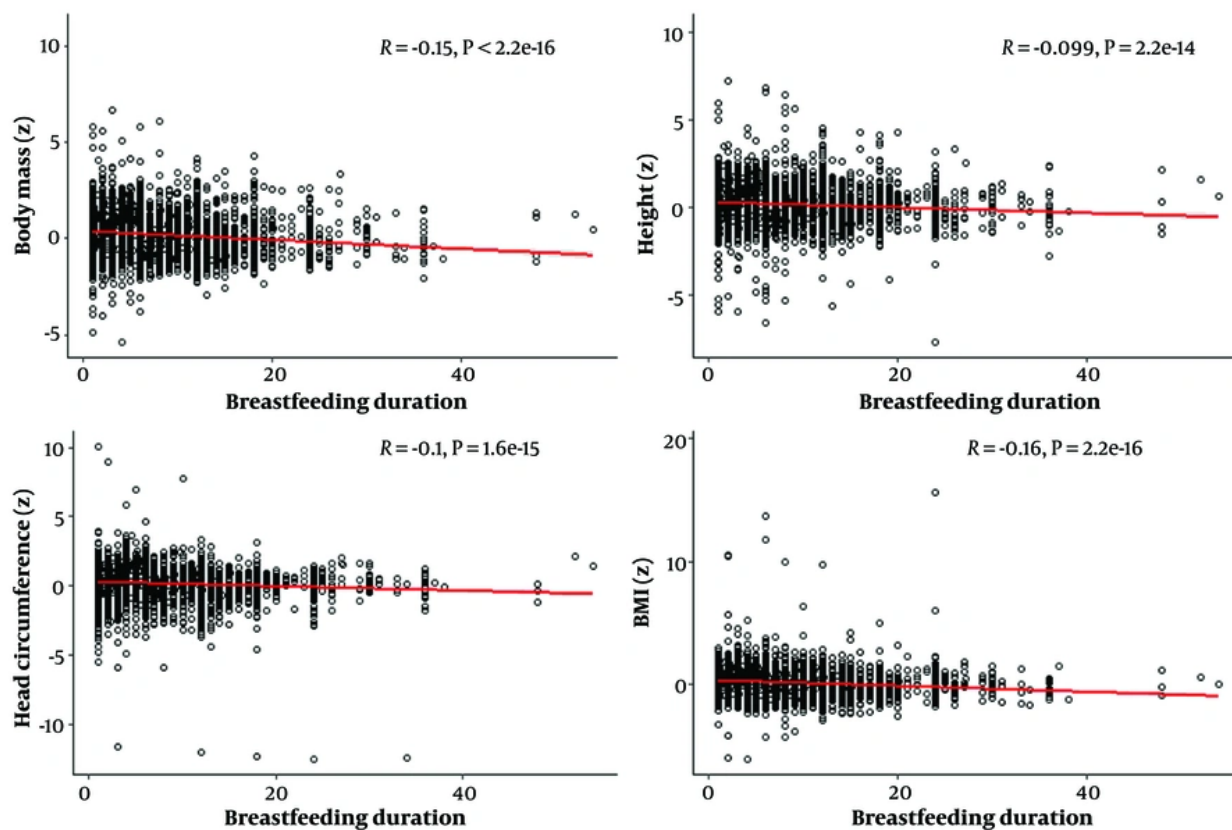 R = -0.15, P < 2.2e-16
10
5
0
-5
Body mass (z)
0
20
40
Breastfeeding duration
R = -0.099, P = 2.2e-14
10
5
0
-5
Height (z)
0
20
40
Breastfeeding duration
R = -0.1, P = 1.6e-15
10
5
0
-5
-10
Head circumference (z)
0
20
40
Breastfeeding duration
R = -0.16, P = 2.2e-16
20
10
0
BMI (z)
0
20
40
Breastfeeding duration